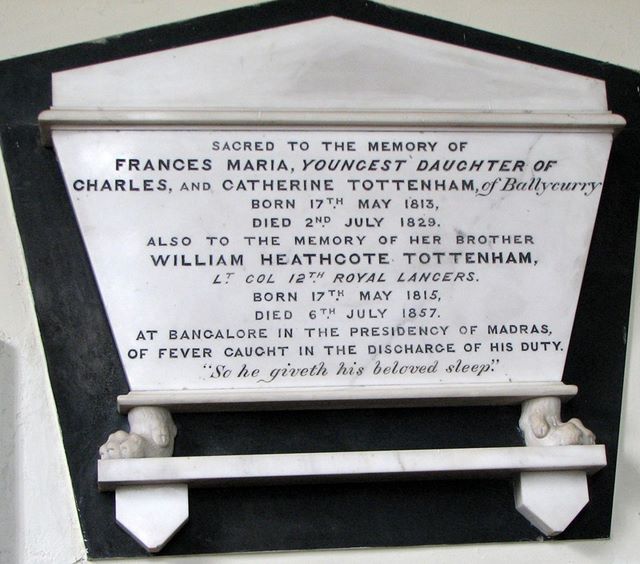 SACRED TO THE MEMORY OF
FRANCES MARIA, YOUNGEST DAUGHTER OF
CHARLES, AND CATHERINE TOTTENHAM, of Ballycurry
BORN 17TH MAY 1813,
DIED 2ND JULY 1829.
ALSO TO THE MEMORY OF HER BROTHER
WILLIAM HEATHCOTE TOTTENHAM,
LT COL 12TH ROYAL LANCERS.
BORN 17TH MAY 1815,
DIED 6TH JULY 1857.
AT BANGALORE IN THE PRESIDENCY OF MADRAS,
OF FEVER CAUGHT IN THE DISCHARGE OF HIS DUTY.
"So he giveth his beloved sleep."